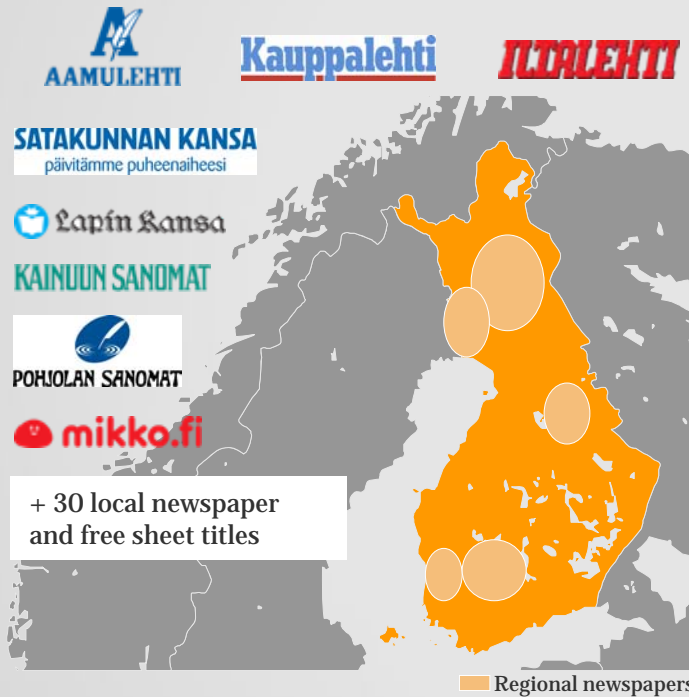 AAMULEHTI
Kauppalehti
ILTALEHTI
SATAKUNNAN KANSA
päivitämme puheenaiheesi
Lapin Kansa
KAINUUN SANOMAT
POHJOLAN SANOMAT
mikko.fi
+ 30 local newspaper
and free sheet titles
Regional newspapers